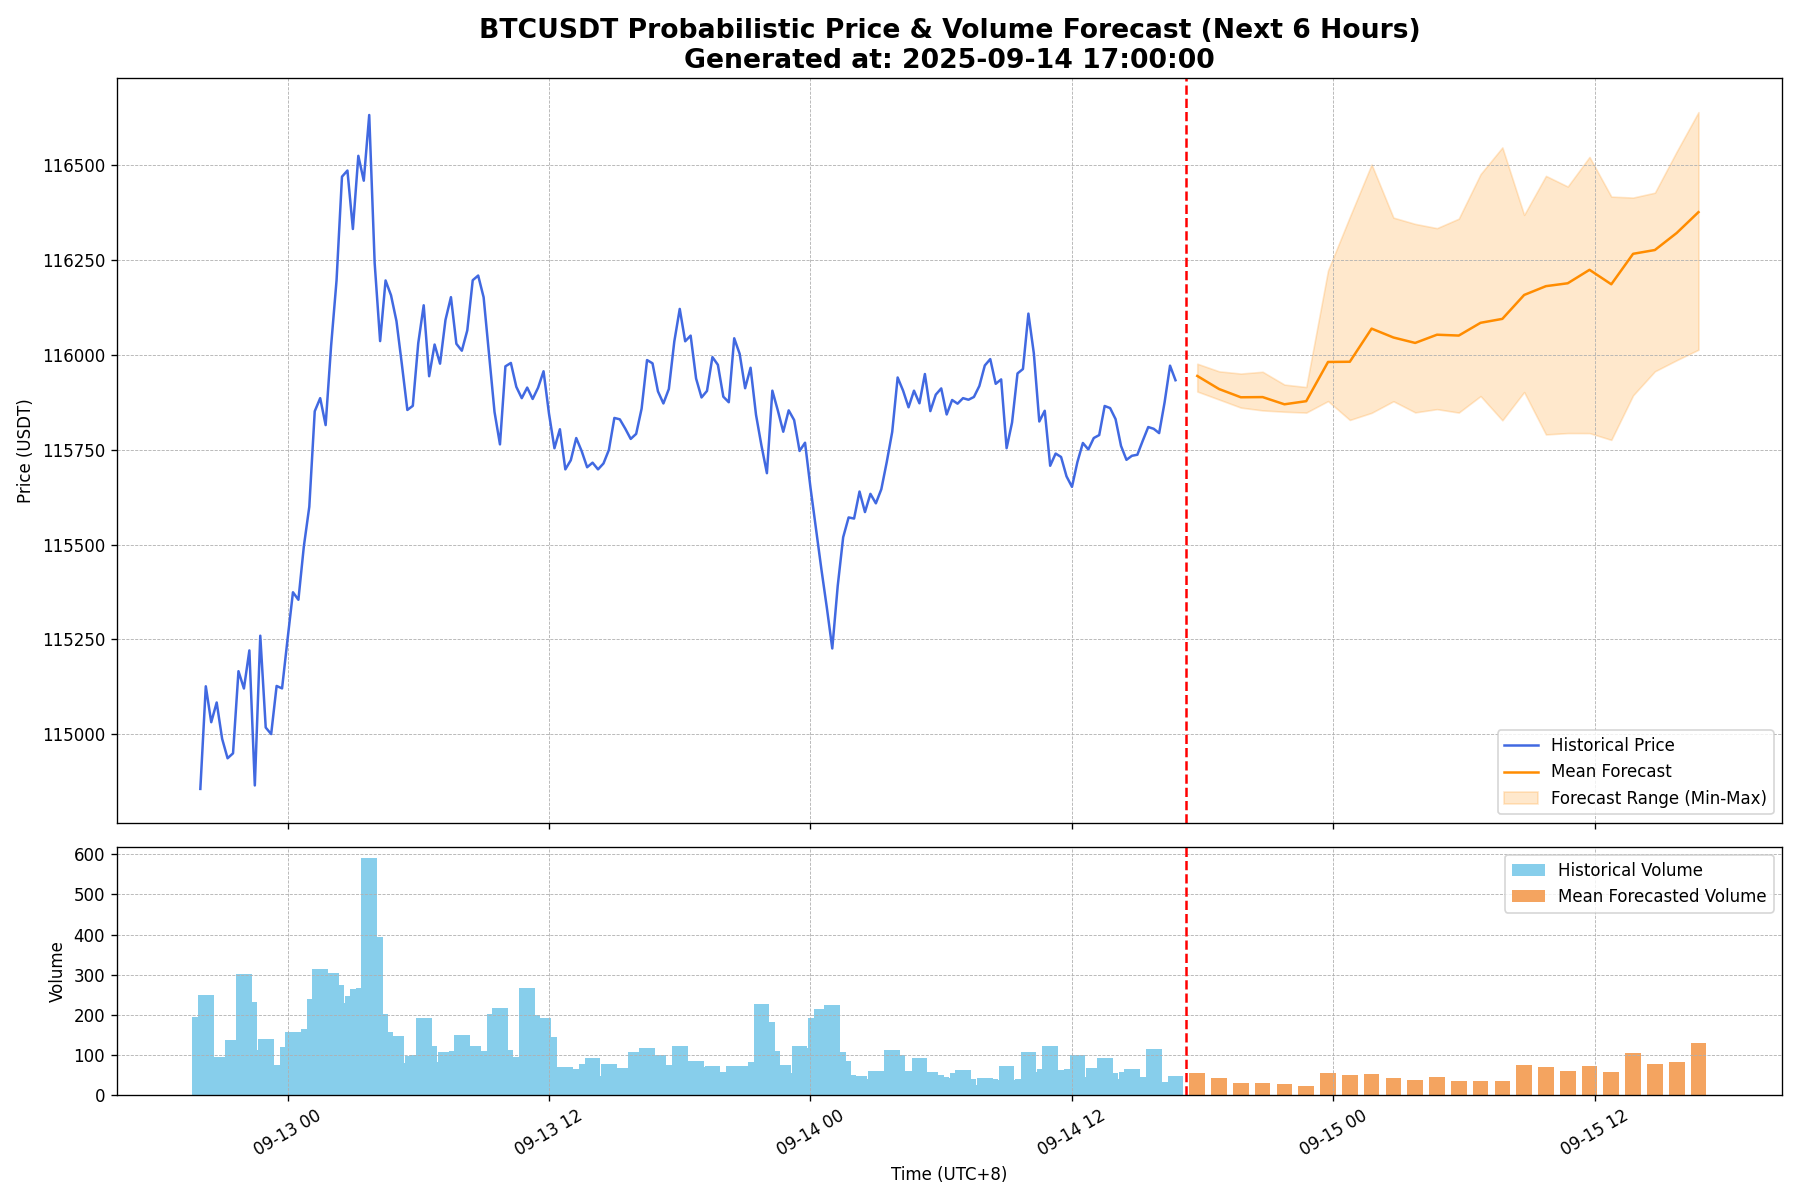 BTCUSDT Probabilistic Price & Volume Forecast (Next 6 Hours)
Generated at: 2025-09-14 17:00:00
Price (USDT)
116500
116250
116000
115750
115500
115250
115000
Historical Price
Mean Forecast
Forecast Range (Min-Max)
Volume
600
500
400
300
200
100
0
Historical Volume
Mean Forecasted Volume
09-13 00
09-13 12
09-14 00
09-14 12
09-15 00
09-15 12
Time (UTC+8)